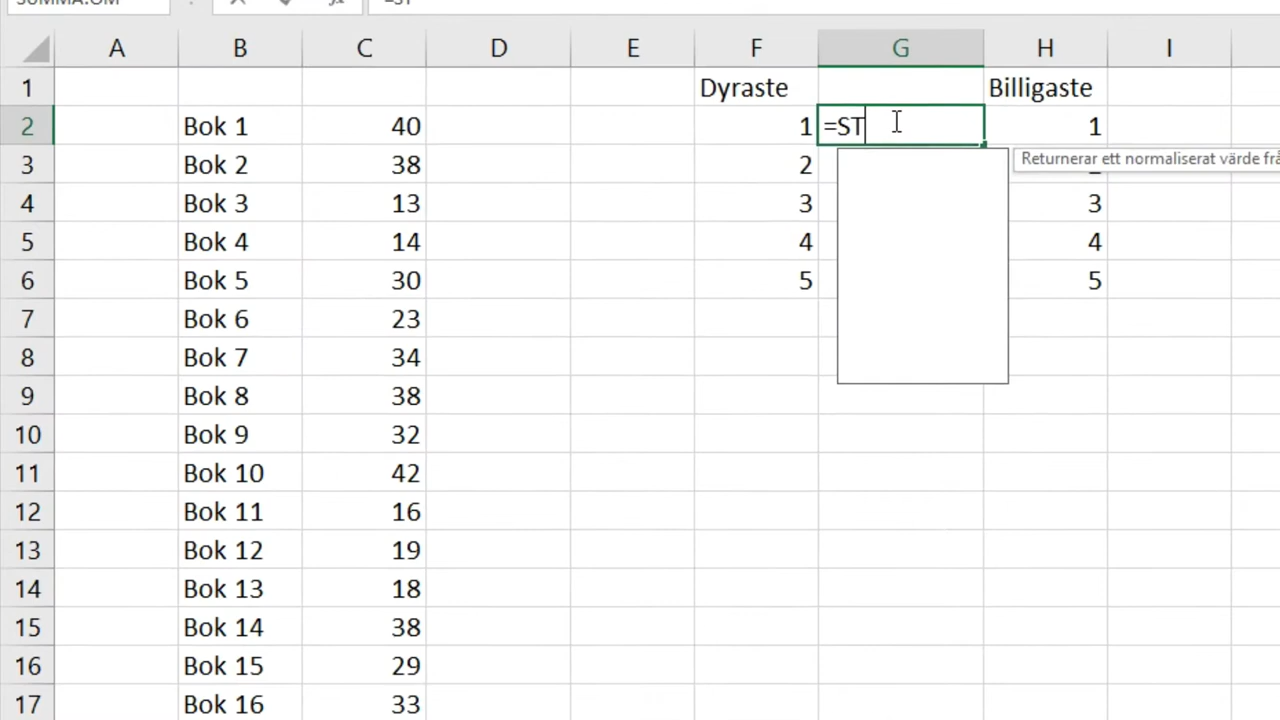 =ST
A B C D E F G H I
1 Dyraste Billigaste
2 Bok 1 40 1 =ST 1
Returnerar ett normaliserat värde frå
3 Bok 2 38 2
4 Bok 3 13 3 3
5 Bok 4 14 4 4
6 Bok 5 30 5 5
7 Bok 6 23
8 Bok 7 34
9 Bok 8 38
10 Bok 9 32
11 Bok 10 42
12 Bok 11 16
13 Bok 12 19
14 Bok 13 18
15 Bok 14 38
16 Bok 15 29
17 Bok 16 33